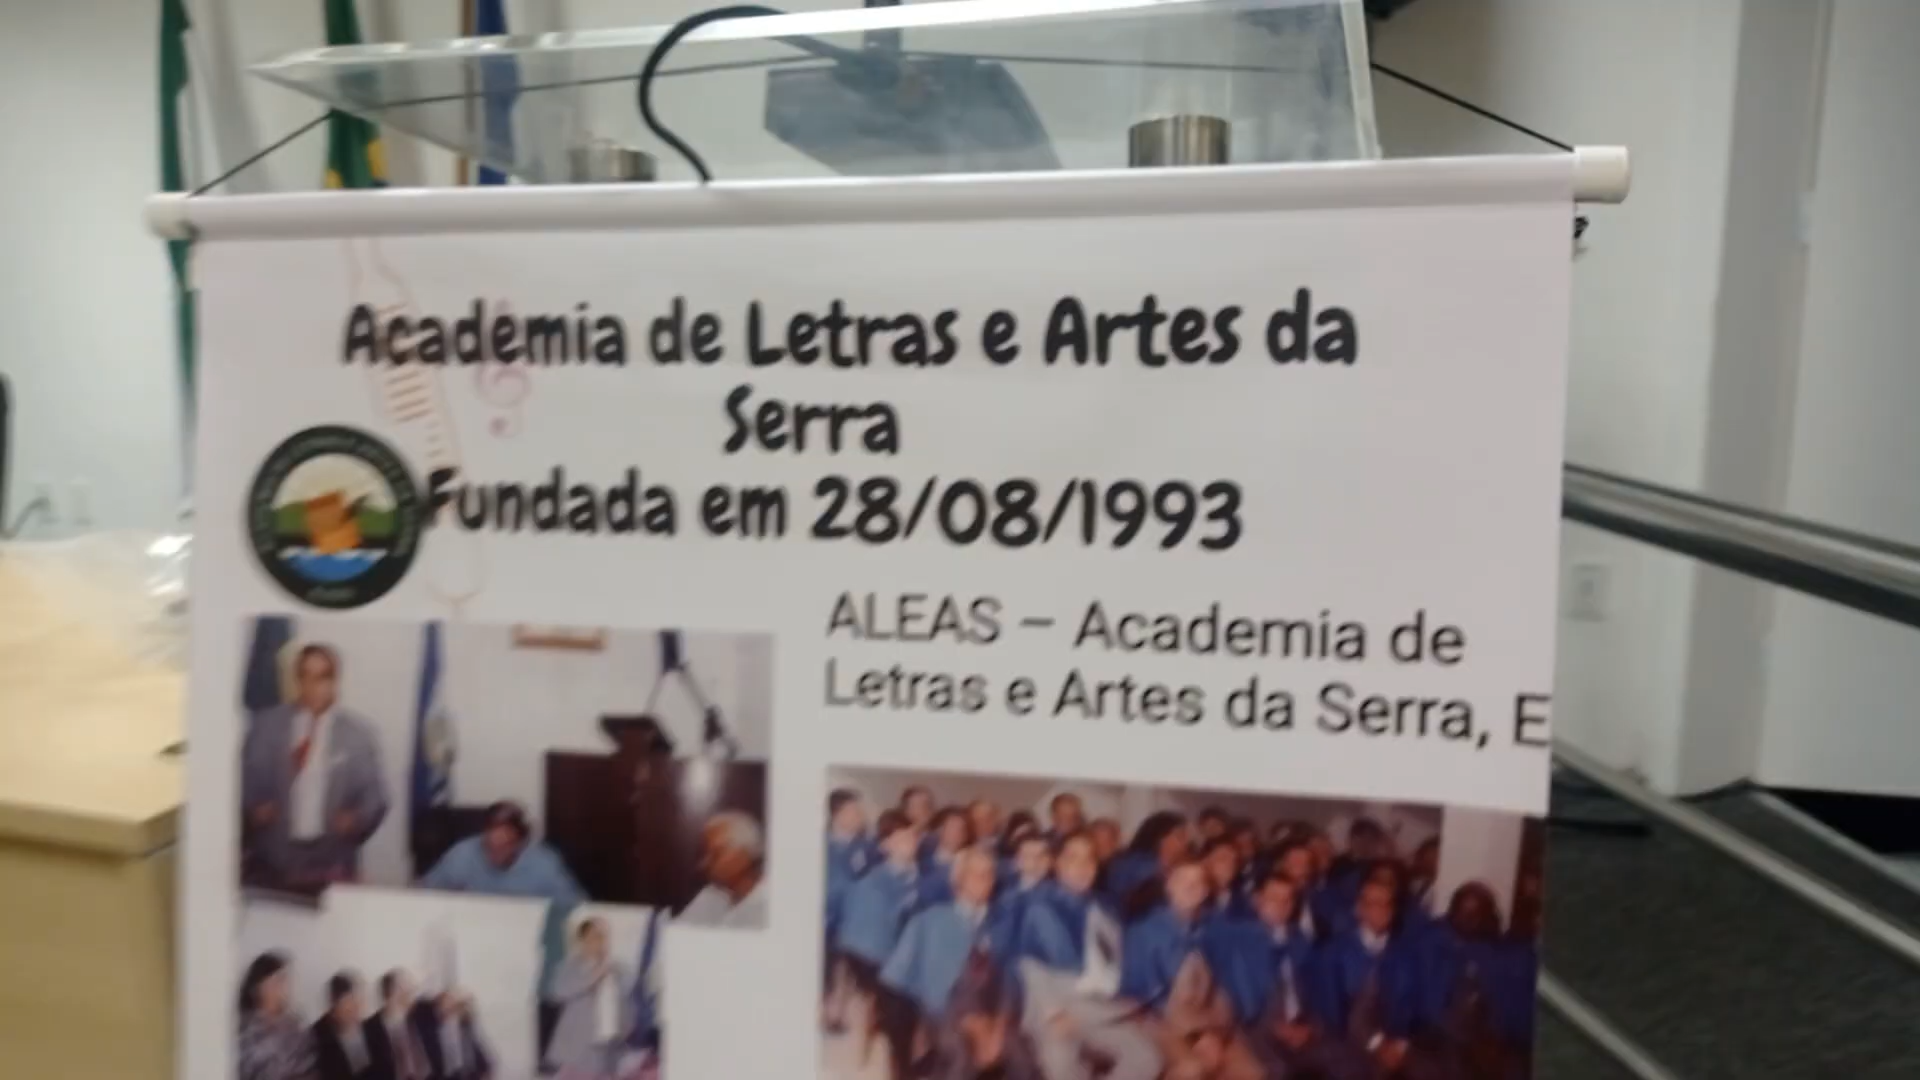 Academia de Letras e Artes da
Serra
Fundada em 28/08/1993
ALEAS – Academia de
Letras e Artes da Serra, E